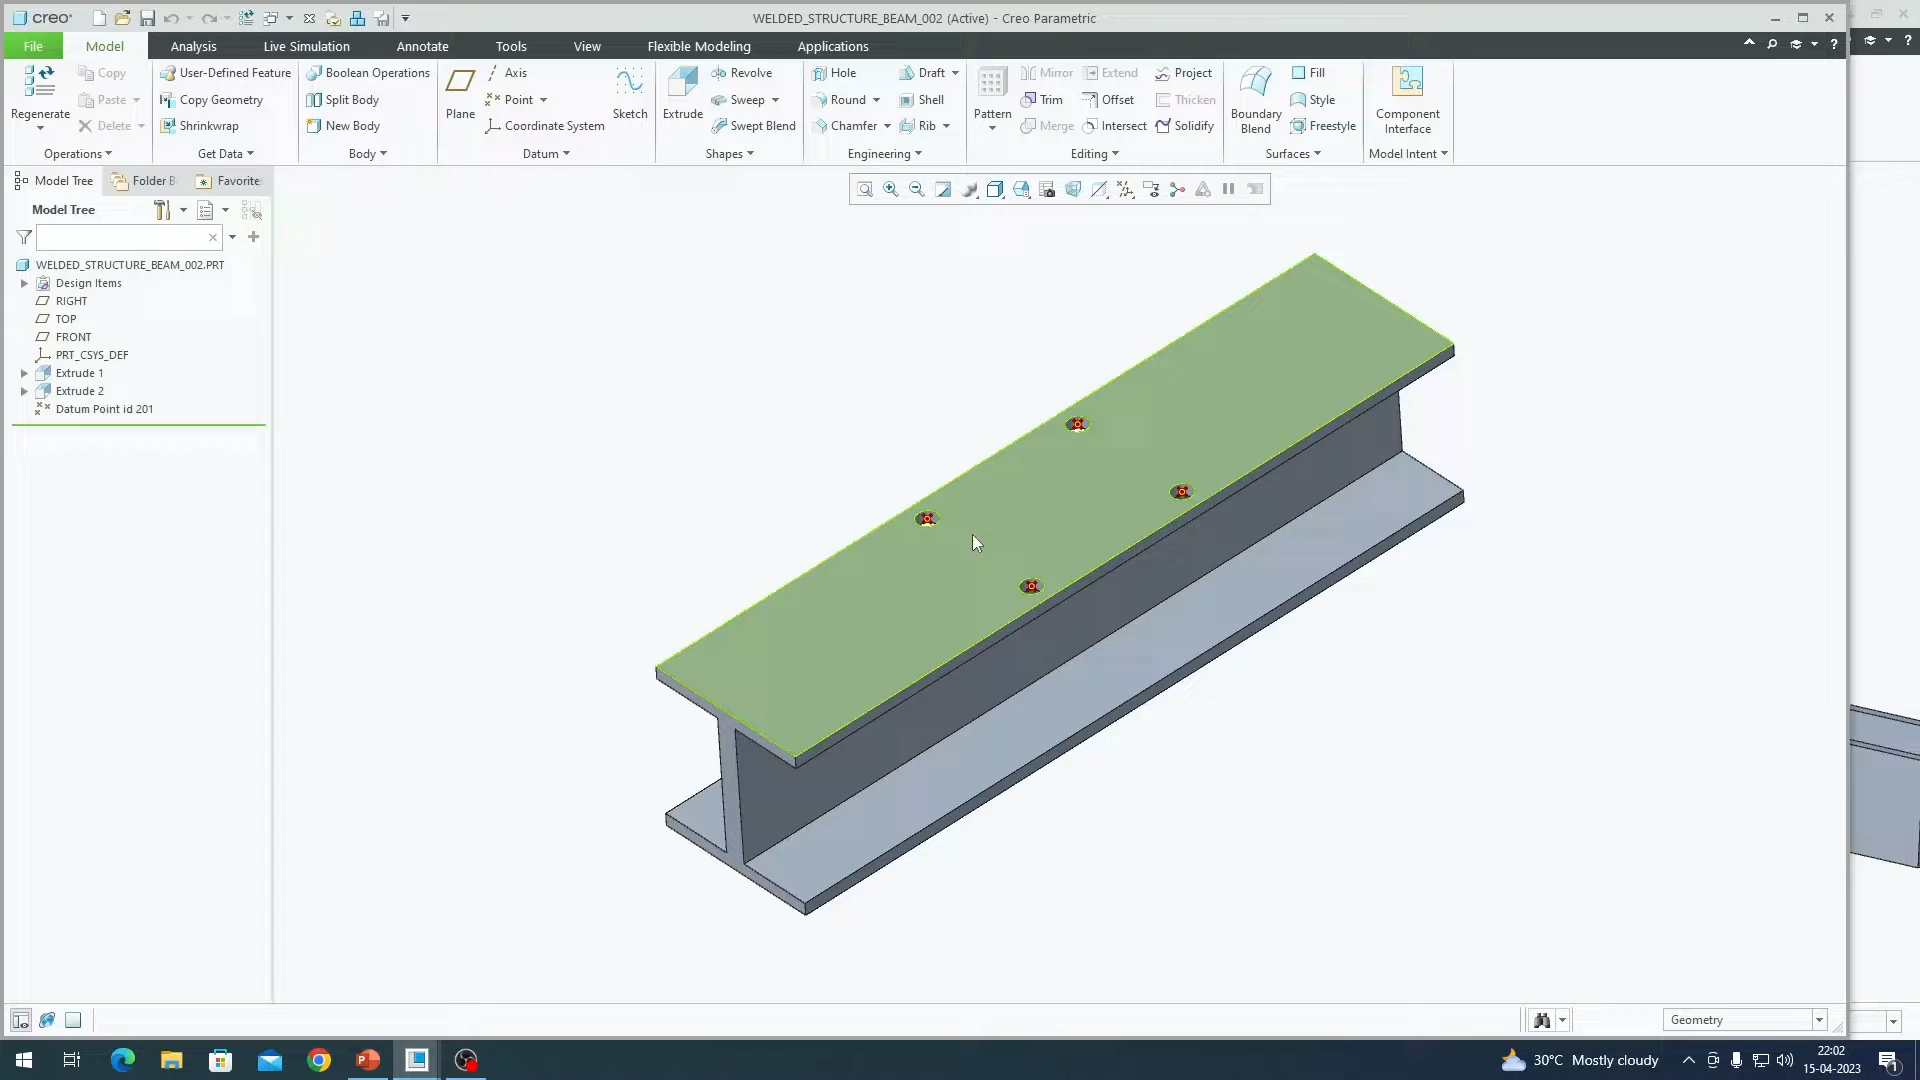 creo
WELDED_STRUCTURE_BEAM_002 (Active) - Creo Parametric
File
Model
Analysis
Live Simulation
Annotate
Tools
View
Flexible Modeling
Applications
Regenerate
Copy
Paste
Delete
Operations
User-Defined Feature
Copy Geometry
Shrinkwrap
Get Data
Boolean Operations
Split Body
New Body
Body
Plane
Axis
Point
Coordinate System
Sketch
Datum
Extrude
Revolve
Sweep
Swept Blend
Shapes
Hole
Round
Chamfer
Draft
Shell
Rib
Engineering
Pattern
Mirror
Trim
Merge
Extend
Offset
Intersect
Project
Thicken
Solidify
Editing
Boundary
Blend
Fill
Style
Freestyle
Surfaces
Component
Interface
Model Intent
Model Tree
Folder B
Favorite
Model Tree
WELDED_STRUCTURE_BEAM_002.PRT
Design Items
RIGHT
TOP
FRONT
PRT_CSYS_DEF
Extrude 1
Extrude 2
Datum Point id 201
Geometry
30°C Mostly cloudy
22:02
15-04-2023
1